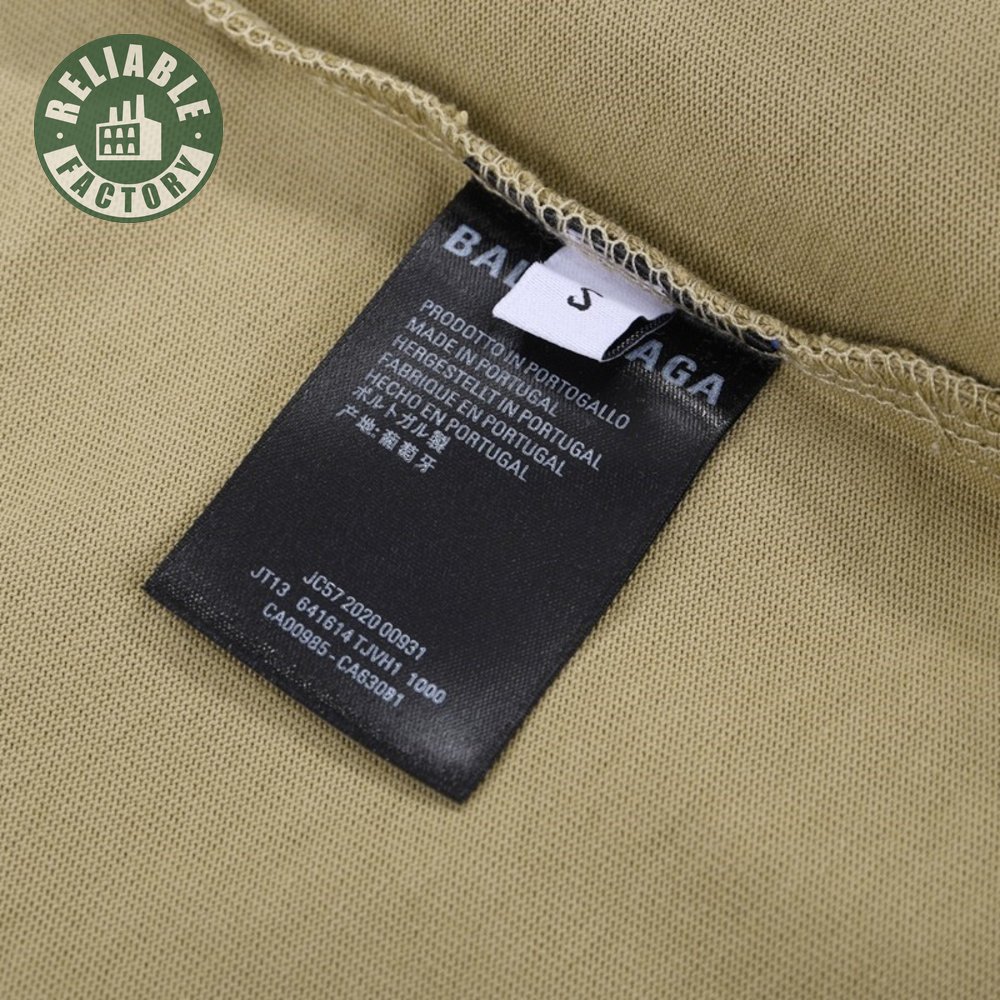 RELIABLE
FACTORY
BAL AGA
S
PRODOTTO IN PORTOGALLO
MADE IN PORTUGAL
HERGESTELLT IN PORTUGAL
FABRIQUE EN PORTUGAL
HECHO EN PORTUGAL
ポルトガル製
产地:葡萄牙
JC57 2020 00931
JT13 641614 TJVH1 1000
CA00985-CA63081